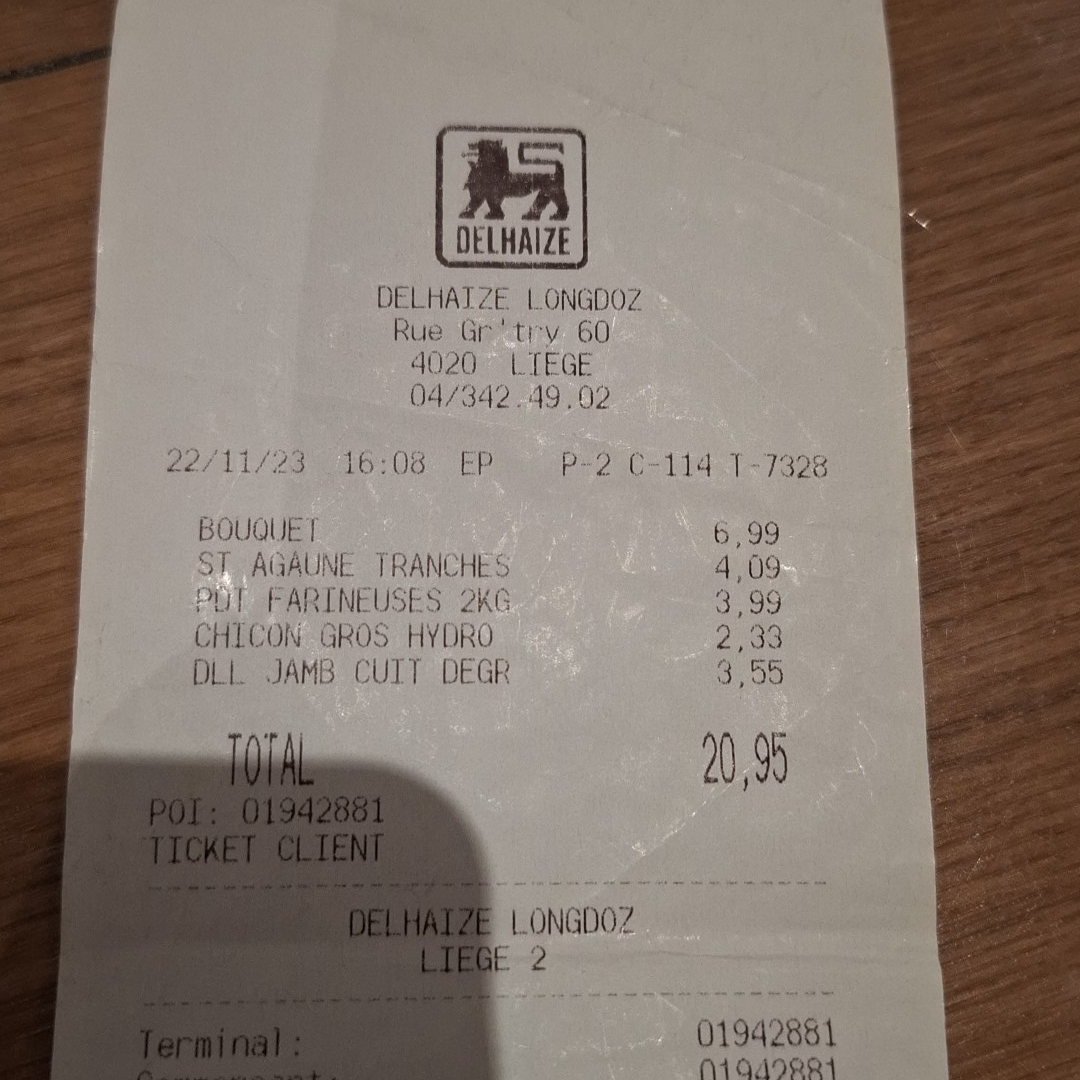 DELHAIZE
DELHAIZE LONGDOZ
Rue Gr'try 60
4020 LIEGE
04/342.49.02
22/11/23 16:08 EP P-2 C-114 T-7328
BOUQUET 6,99
ST AGAUNE TRANCHES 4,09
PDT FARINEUSES 2KG 3,99
CHICON GROS HYDRO 2,33
DLL JAMB CUIT DEGR 3,55
TOTAL 20,95
POI: 01942881
TICKET CLIENT
DELHAIZE LONGDOZ
LIEGE 2
Terminal: 01942881
01942881